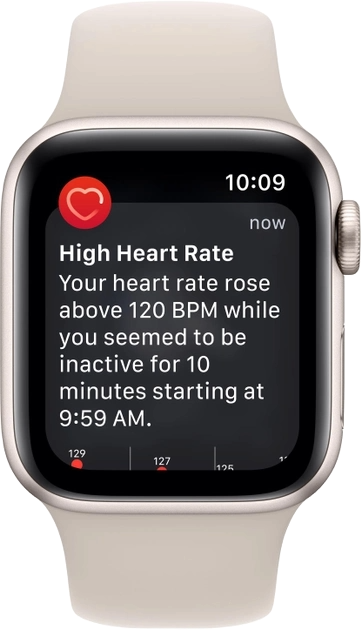 10:09
now
High Heart Rate
Your heart rate rose
above 120 BPM while
you seemed to be
inactive for 10
minutes starting at
9:59 AM.
129 127 125